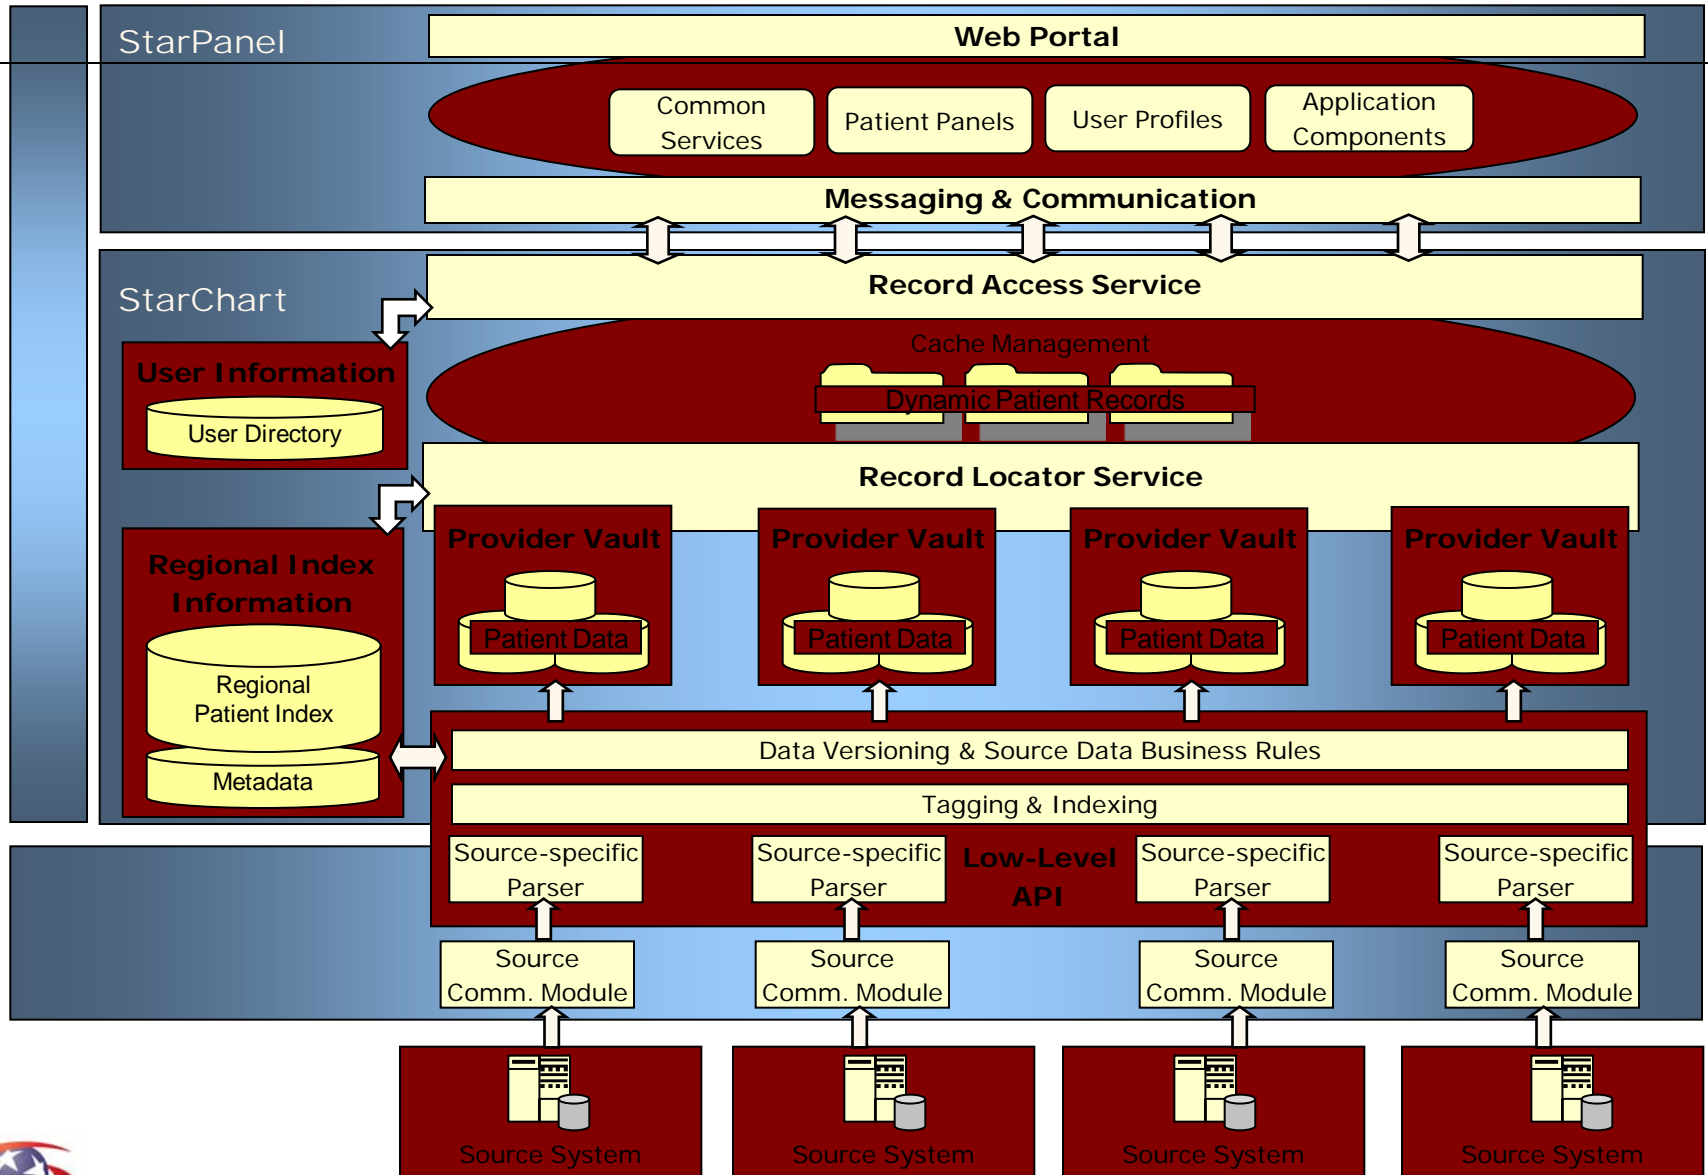 StarPanel
Web Portal
Common
Services
Patient Panels
User Profiles
Application
Components
Messaging & Communication
StarChart
Record Access Service
User Information
User Directory
Cache Management
Dynamic Patient Records
Record Locator Service
Regional Index
Information
Regional
Patient Index
Metadata
Provider Vault
Patient Data
Provider Vault
Patient Data
Provider Vault
Patient Data
Provider Vault
Patient Data
Data Versioning & Source Data Business Rules
Tagging & Indexing
Low-Level
API
Source-specific
Parser
Source-specific
Parser
Source-specific
Parser
Source-specific
Parser
Source
Comm. Module
Source
Comm. Module
Source
Comm. Module
Source
Comm. Module
Source System
Source System
Source System
Source System